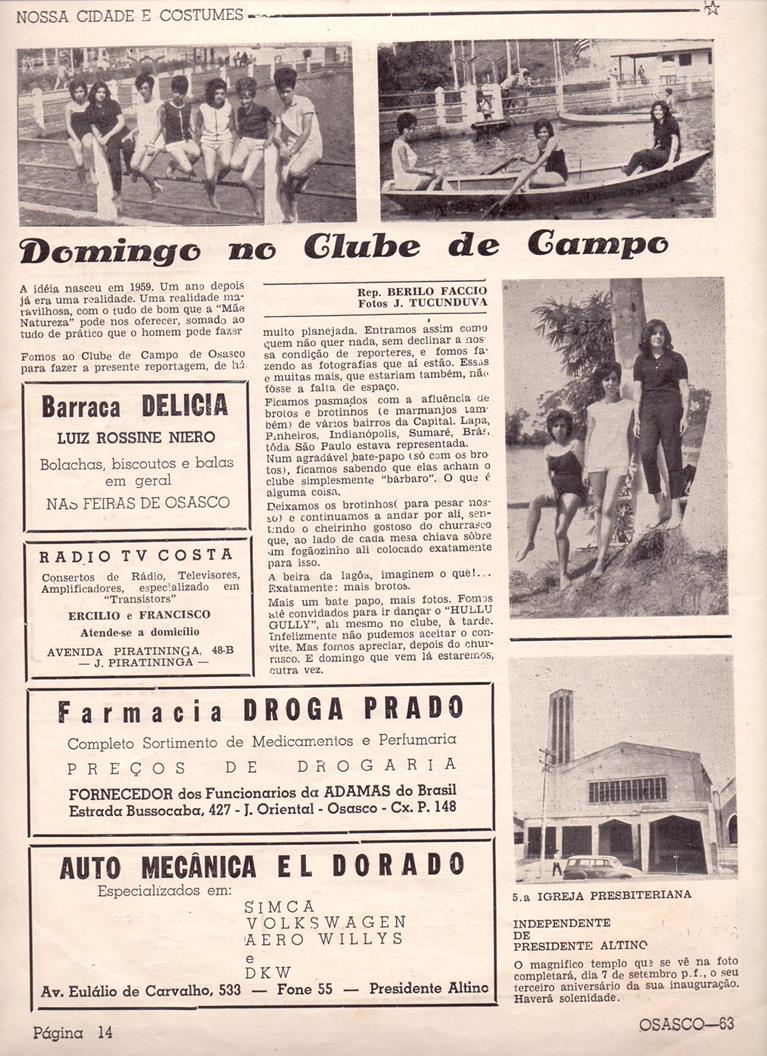 NOSSA CIDADE E COSTUMES
Domingo no Clube de Campo
A idéia nasceu em 1959. Um ano depois
já era uma realidade. Uma realidade ma-
ravilhosa, com o tudo de bom que a "Mãe
Natureza" pode nos oferecer, somado ao
tudo de prático que o homem pode fazer
Fomos ao Clube de Campo de Osasco
para fazer a presente reportagem, de há
Rep. BERILO FACCIO
Fotos J. TUCUNDUVA
muito planejada. Entramos assim como
quem não quer nada, sem declinar a nos-
sa condição de reporteres, e fomos fa-
zendo as fotografias que aí estão. Essas
e muitas mais, que estariam também, não
fôsse a falta de espaço.
Ficamos pasmados com a afluência de
brotos e brotinhos (e marmanjos tam-
bém) de vários bairros da Capital. Lapa,
Pinheiros, Indianópolis, Sumaré, Brás,
tôda São Paulo estava representada.
Num agradável bate-papo (só com os bro-
tos), ficamos sabendo que elas acham o
clube simplesmente "bárbaro". O que é
alguma coisa.
Deixamos os brotinhos( para pesar nos-
so) e continuamos a andar por ali, sen-
tindo o cheirinho gostoso do churrasco
que, ao lado de cada mesa chiava sôbre
um fogãozinho ali colocado exatamente
para isso.
A beira da lagôa, imaginem o quê!...
Exatamente: mais brotos.
Mais um bate papo, mais fotos. Fomos
até convidados para ir dançar o "HULLU
GULLY", ali mesmo no clube, à tarde.
Infelizmente não pudemos aceitar o con-
vite. Mas fomos apreciar, depois do chur-
rasco. E domingo que vem lá estaremos,
outra vez.
Barraca DELICIA
LUIZ ROSSINE NIERO
Bolachas, biscoutos e balas
em geral
NAS FEIRAS DE OSASCO
RADIO TV COSTA
Consertos de Rádio, Televisores,
Amplificadores, especializado em
"Transistors"
ERCILIO e FRANCISCO
Atende-se a domicílio
AVENIDA PIRATININGA, 48-B
— J. PIRATININGA —
Farmacia DROGA PRADO
Completo Sortimento de Medicamentos e Perfumaria
PREÇOS DE DROGARIA
FORNECEDOR dos Funcionarios da ADAMAS do Brasil
Estrada Bussocaba, 427 - J. Oriental - Osasco - Cx. P. 148
AUTO MECÂNICA EL DORADO
Especializados em:
SIMCA
VOLKSWAGEN
AERO WILLYS
e
DKW
Av. Eulálio de Carvalho, 533 — Fone 55 — Presidente Altino
5.a IGREJA PRESBITERIANA
INDEPENDENTE
DE
PRESIDENTE ALTINO
O magnífico templo que se vê na foto
completará, dia 7 de setembro p.f., o seu
terceiro aniversário da sua inauguração.
Haverá solenidade.
Página 14
OSASCO—63